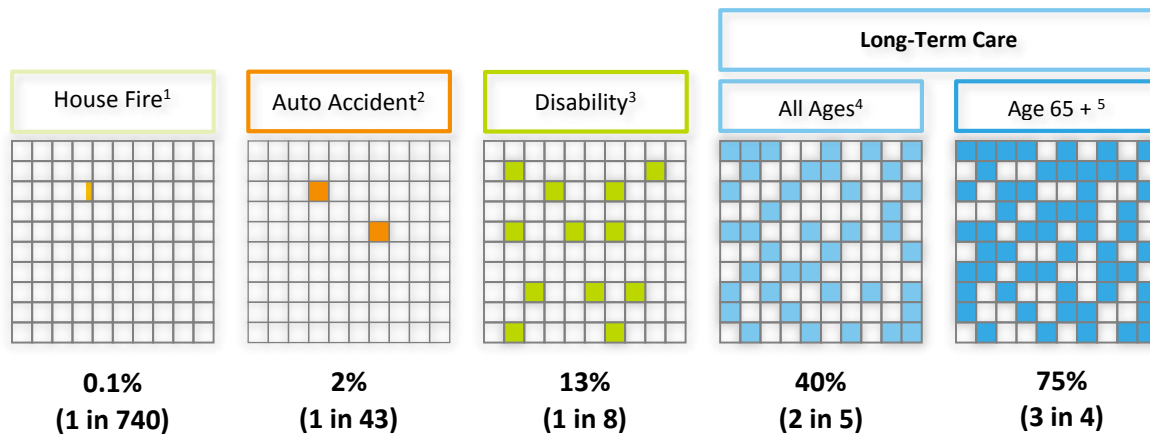 Long-Term Care
House Fire1
Auto Accident2
Disability3
All Ages4
Age 65 + 5
0.1%
(1 in 740)
2%
(1 in 43)
13%
(1 in 8)
40%
(2 in 5)
75%
(3 in 4)